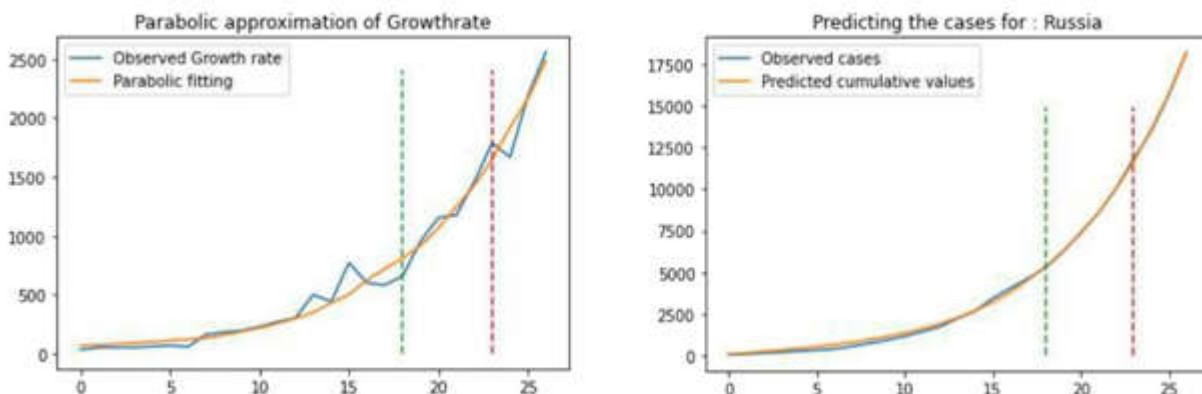 Parabolic approximation of Growthrate
Observed Growth rate
Parabolic fitting
2500
2000
1500
1000
500
0
0 5 10 15 20 25
Predicting the cases for : Russia
Observed cases
Predicted cumulative values
17500
15000
12500
10000
7500
5000
2500
0
0 5 10 15 20 25